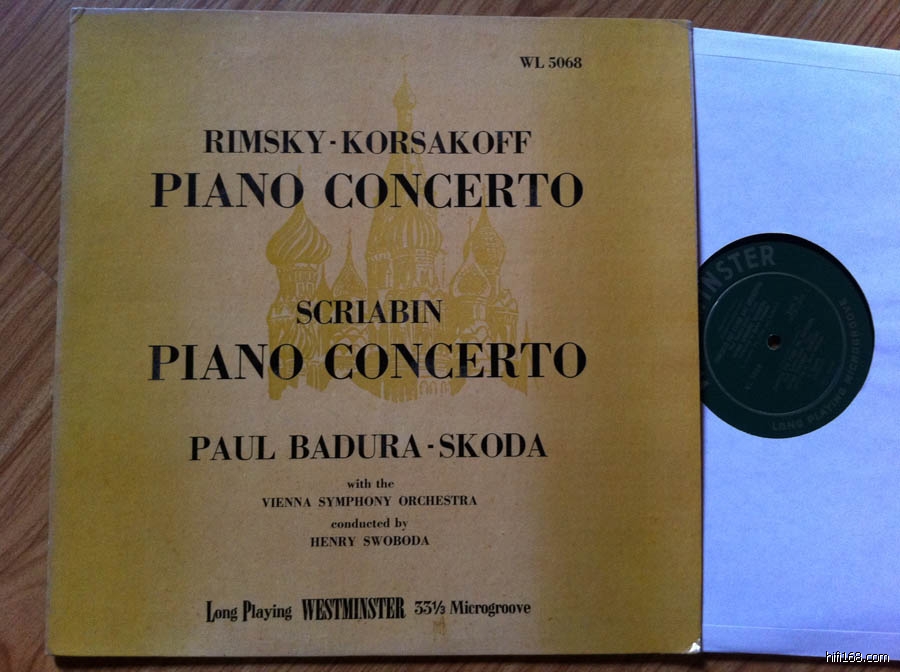 WL 5068
RIMSKY-KORSAKOFF
PIANO CONCERTO
SCRIABIN
PIANO CONCERTO
PAUL BADURA-SKODA
with the
VIENNA SYMPHONY ORCHESTRA
conducted by
HENRY SWOBODA
Long Playing WESTMINSTER 33⅓ Microgroove
LONG PLAYING MICROGROOVE
hifi168.com